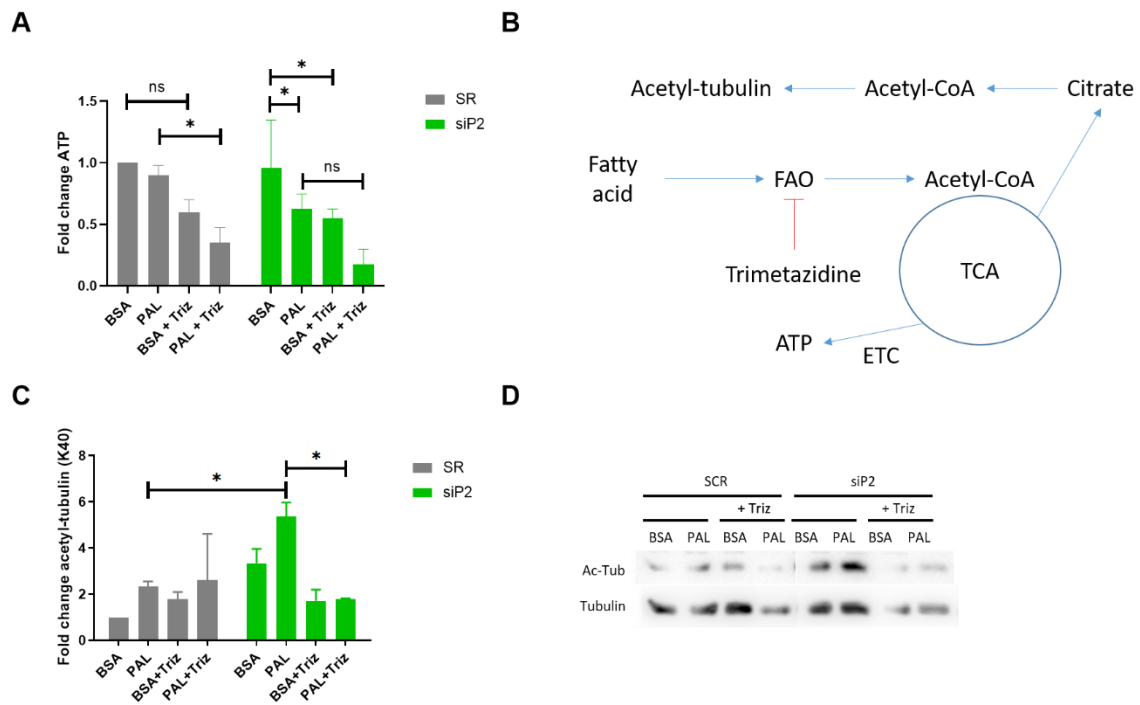 A
Fold change ATP
1.5
1.0
0.5
0.0
ns
*
*
*
ns
SR
siP2
BSA
PAL
BSA + Triz
PAL + Triz
BSA
PAL
BSA + Triz
PAL + Triz
B
Acetyl-tubulin
Acetyl-CoA
Citrate
Fatty
acid
FAO
Acetyl-CoA
Trimetazidine
TCA
ATP
ETC
C
Fold change acetyl-tubulin (K40)
8
6
4
2
0
*
*
SR
siP2
BSA
PAL
BSA+Triz
PAL+Triz
BSA
PAL
BSA+Triz
PAL+Triz
D
SCR siP2
+ Triz + Triz
BSA PAL BSA PAL BSA PAL BSA PAL
Ac-Tub
Tubulin